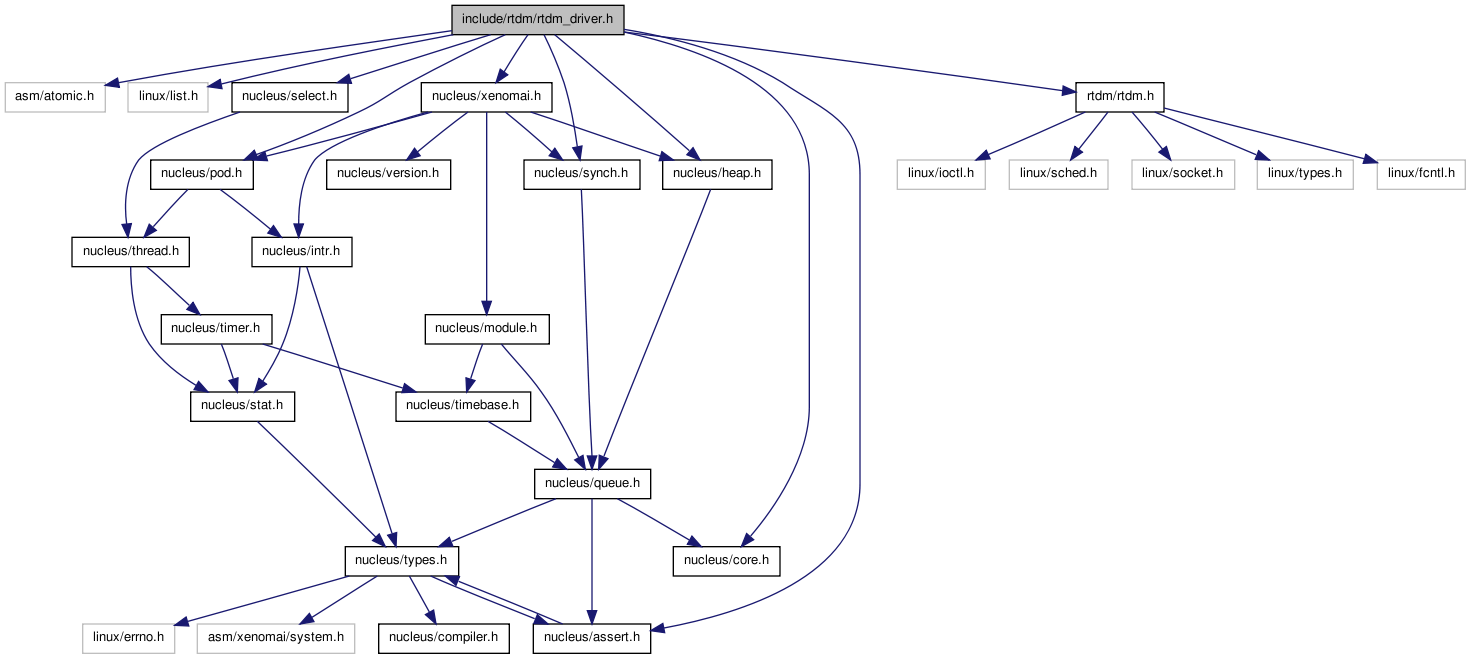 include/rtdm/rtdm_driver.h
asm/atomic.h
linux/list.h
nucleus/select.h
nucleus/xenomai.h
rtdm/rtdm.h
nucleus/pod.h
nucleus/version.h
nucleus/synch.h
nucleus/heap.h
linux/ioctl.h
linux/sched.h
linux/socket.h
linux/types.h
linux/fcntl.h
nucleus/thread.h
nucleus/intr.h
nucleus/timer.h
nucleus/module.h
nucleus/stat.h
nucleus/timebase.h
nucleus/queue.h
nucleus/types.h
nucleus/core.h
linux/errno.h
asm/xenomai/system.h
nucleus/compiler.h
nucleus/assert.h